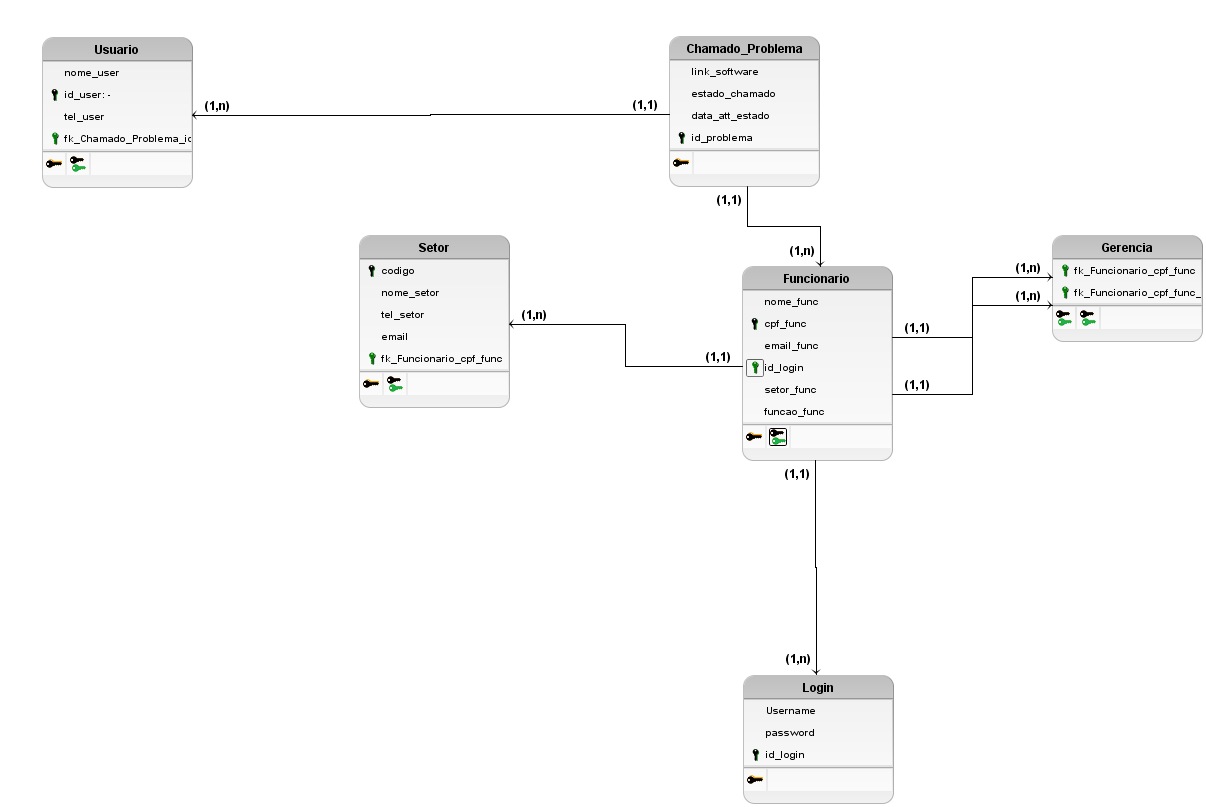 Usuario
nome_user
id_user: -
tel_user
fk_Chamado_Problema_id
(1,n)
(1,1)
Chamado_Problema
link_software
estado_chamado
data_att_estado
id_problema
(1,1)
(1,n)
Setor
codigo
nome_setor
tel_setor
email
fk_Funcionario_cpf_func
(1,n)
(1,1)
Funcionario
nome_func
cpf_func
email_func
id_login
setor_func
funcao_func
(1,1)
(1,1)
(1,n)
(1,n)
Gerencia
fk_Funcionario_cpf_func
fk_Funcionario_cpf_func_
(1,1)
(1,n)
Login
Username
password
id_login